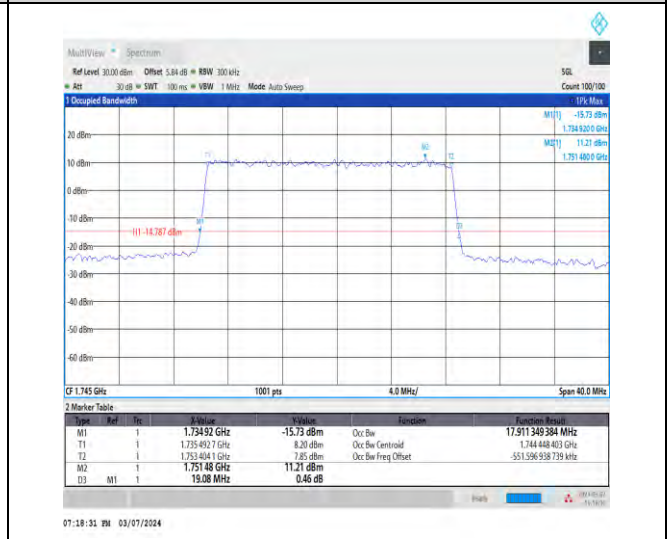 MultiView Spectrum
Ref Level 30.00 dBm Offset 5.84 dB RBW 300 kHz SGL
Att 30 dB SWT 100 ms VBW 1 MHz Mode Auto Sweep Count 100/100
1 Occupied Bandwidth 1Pk Max
M1[1] -15.73 dBm
1.734 920 0 GHz
M2[1] 11.21 dBm
1.751 480 0 GHz
20 dBm
M2
T1 T2
10 dBm
0 dBm
-10 dBm
M1 D3
H1 -14.787 dBm
-20 dBm
-30 dBm
-40 dBm
-50 dBm
-60 dBm
CF 1.745 GHz 1001 pts 4.0 MHz/ Span 40.0 MHz
2 Marker Table
Type Ref Trc X-Value Y-Value Function Function Result
M1 1 1.734 92 GHz -15.73 dBm Occ Bw 17.911 349 384 MHz
T1 1 1.735 492 7 GHz 8.20 dBm Occ Bw Centroid 1.744 448 403 GHz
T2 1 1.753 404 1 GHz 7.85 dBm Occ Bw Freq Offset -551.596 938 739 kHz
M2 1 1.751 48 GHz 11.21 dBm
D3 M1 1 19.08 MHz 0.46 dB
07:18:31 PM 03/07/2024